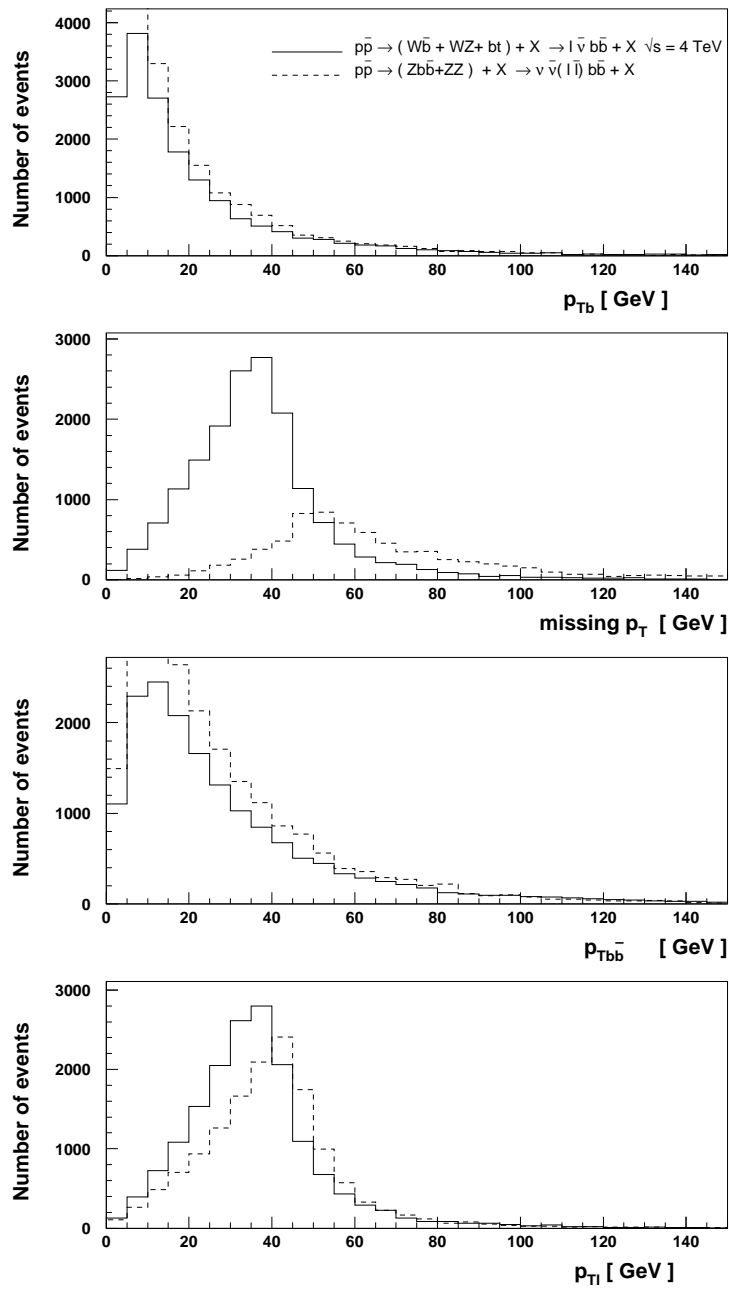 4000
3000
2000
1000
0
Number of events
pp̄ → ( Wb̄ + WZ+ bt ) + X → l ν̄ bb̄ + X √s = 4 TeV
pp̄ → ( Zbb̄+ZZ ) + X → ν ν̄( l l̄) bb̄ + X
0 20 40 60 80 100 120 140
p_Tb [ GeV ]
3000
2000
1000
0
Number of events
0 20 40 60 80 100 120 140
missing p_T [ GeV ]
2000
1000
0
Number of events
0 20 40 60 80 100 120 140
p_Tbb̄ [ GeV ]
3000
2000
1000
0
Number of events
0 20 40 60 80 100 120 140
p_Tl [ GeV ]